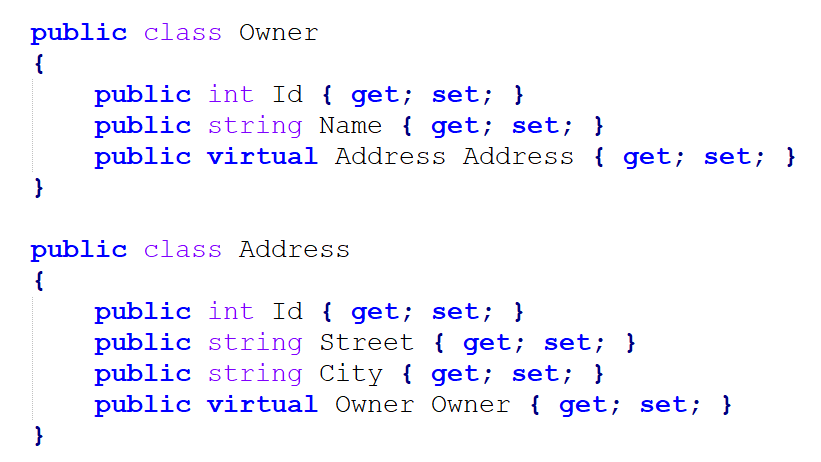 public class Owner
{
    public int Id { get; set; }
    public string Name { get; set; }
    public virtual Address Address { get; set; }
}

public class Address
{
    public int Id { get; set; }
    public string Street { get; set; }
    public string City { get; set; }
    public virtual Owner Owner { get; set; }
}